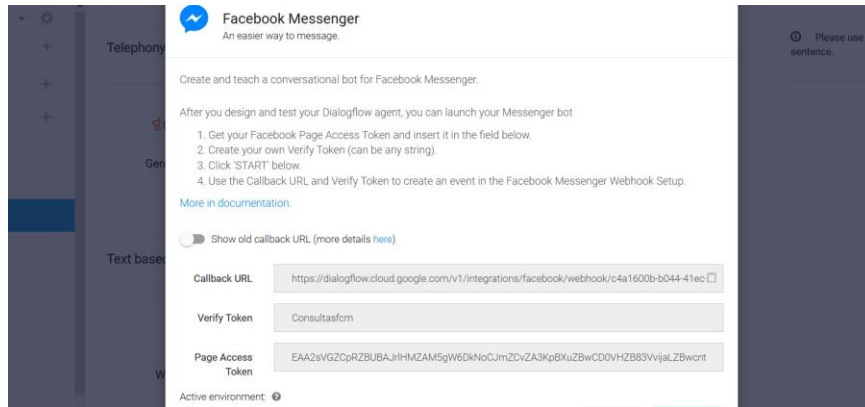 Facebook Messenger
An easier way to message.
Please use
sentence.
Telephony
Create and teach a conversational bot for Facebook Messenger.
After you design and test your Dialogflow agent, you can launch your Messenger bot
1. Get your Facebook Page Access Token and insert it in the field below.
2. Create your own Verify Token (can be any string).
3. Click 'START' below.
4. Use the Callback URL and Verify Token to create an event in the Facebook Messenger Webhook Setup.
Gen
More in documentation.
Show old callback URL (more details here)
Text based
Callback URL
https://dialogflow.cloud.google.com/v1/integrations/facebook/webhook/c4a1600b-b044-41ec
Verify Token
Consultasfcm
Page Access
Token
W
Active environment: